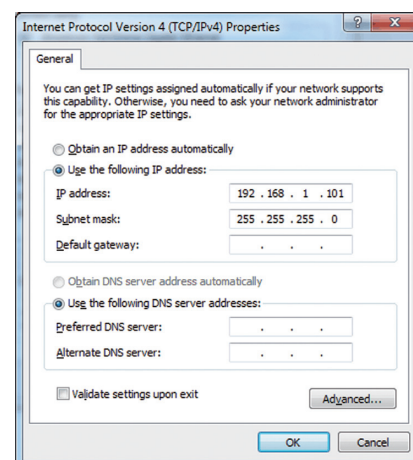 Internet Protocol Version 4 (TCP/IPv4) Properties
General
You can get IP settings assigned automatically if your network supports
this capability. Otherwise, you need to ask your network administrator
for the appropriate IP settings.
Obtain an IP address automatically
Use the following IP address:
IP address: 192 . 168 . 1 . 101
Subnet mask: 255 . 255 . 255 . 0
Default gateway: . . .
Obtain DNS server address automatically
Use the following DNS server addresses:
Preferred DNS server: . . .
Alternate DNS server: . . .
Validate settings upon exit
Advanced...
OK Cancel